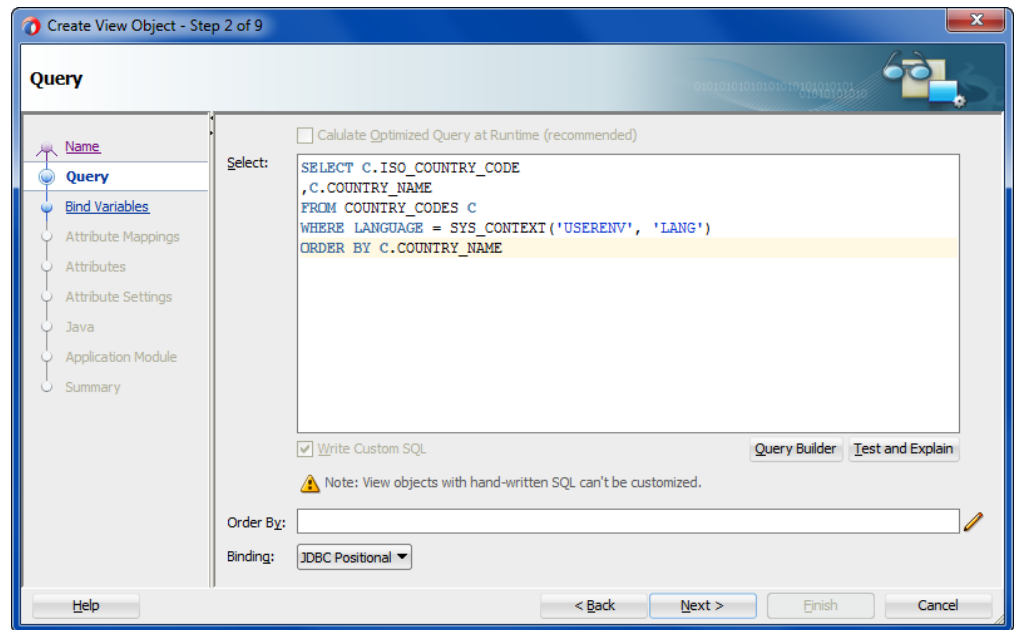 Create View Object - Step 2 of 9
Query
Name
Query
Bind Variables
Attribute Mappings
Attributes
Attribute Settings
Java
Application Module
Summary
Calulate Optimized Query at Runtime (recommended)
Select:
SELECT C.ISO_COUNTRY_CODE
,C.COUNTRY_NAME
FROM COUNTRY_CODES C
WHERE LANGUAGE = SYS_CONTEXT('USERENV', 'LANG')
ORDER BY C.COUNTRY_NAME
Write Custom SQL
Query Builder
Test and Explain
Note: View objects with hand-written SQL can't be customized.
Order By:
Binding:
JDBC Positional
Help
< Back
Next >
Finish
Cancel